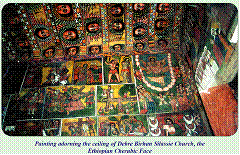 Painting adorning the ceiling of Debre Birhan Silassie Church, the
Ethiopian Cherubic Face